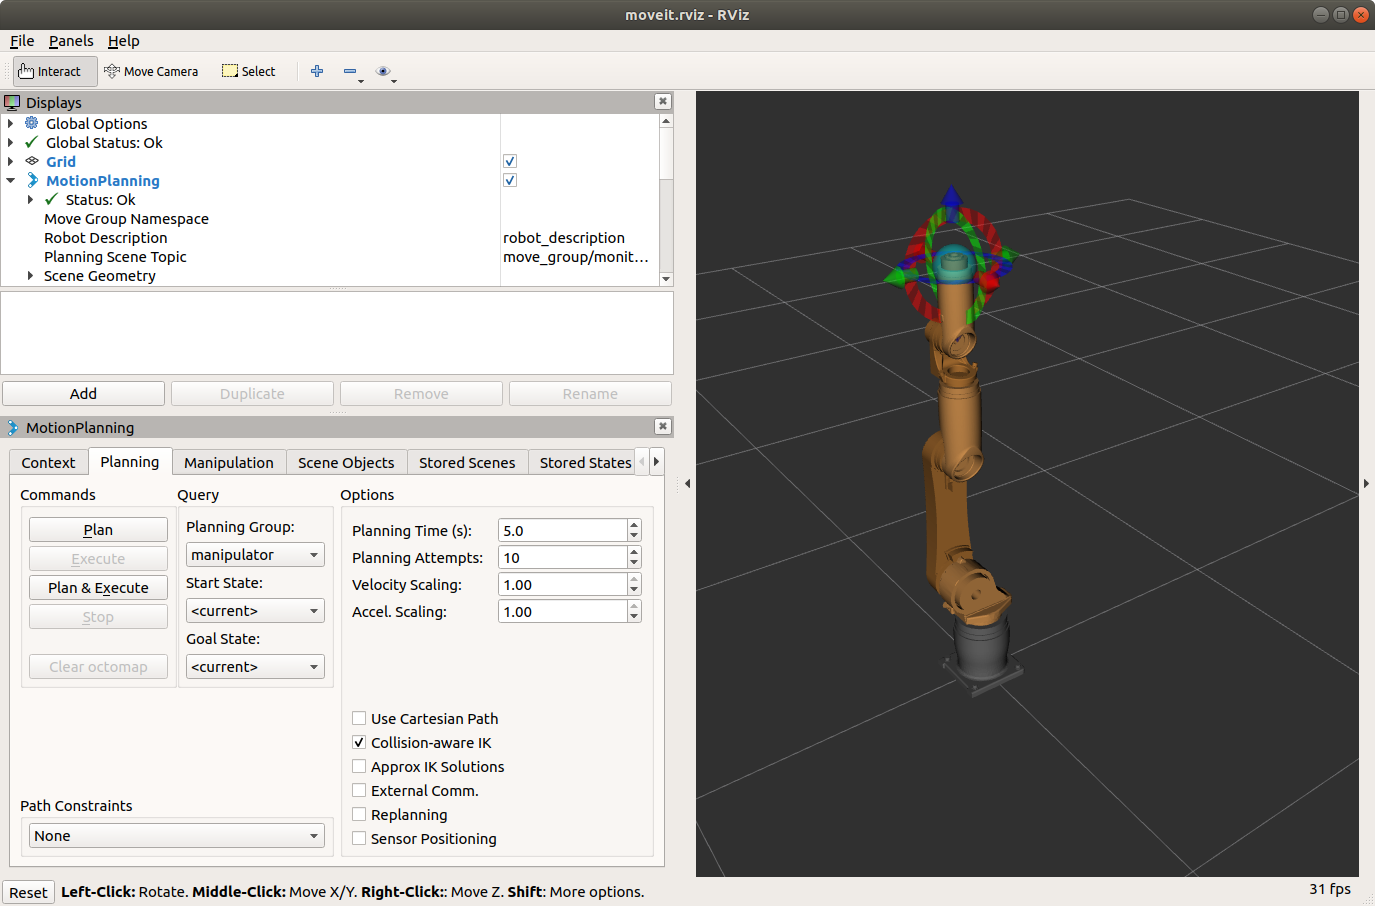 moveit.rviz - RViz
File Panels Help
Interact Move Camera Select
Displays
Global Options
Global Status: Ok
Grid
MotionPlanning
Status: Ok
Move Group Namespace
Robot Description robot_description
Planning Scene Topic move_group/monit...
Scene Geometry
Add Duplicate Remove Rename
MotionPlanning
Context Planning Manipulation Scene Objects Stored Scenes Stored States
Commands Query Options
Plan
Execute
Plan & Execute
Stop
Clear octomap
Planning Group:
manipulator
Start State:
<current>
Goal State:
<current>
Planning Time (s): 5.0
Planning Attempts: 10
Velocity Scaling: 1.00
Accel. Scaling: 1.00
Use Cartesian Path
Collision-aware IK
Approx IK Solutions
External Comm.
Replanning
Sensor Positioning
Path Constraints
None
Reset Left-Click: Rotate. Middle-Click: Move X/Y. Right-Click:: Move Z. Shift: More options. 31 fps